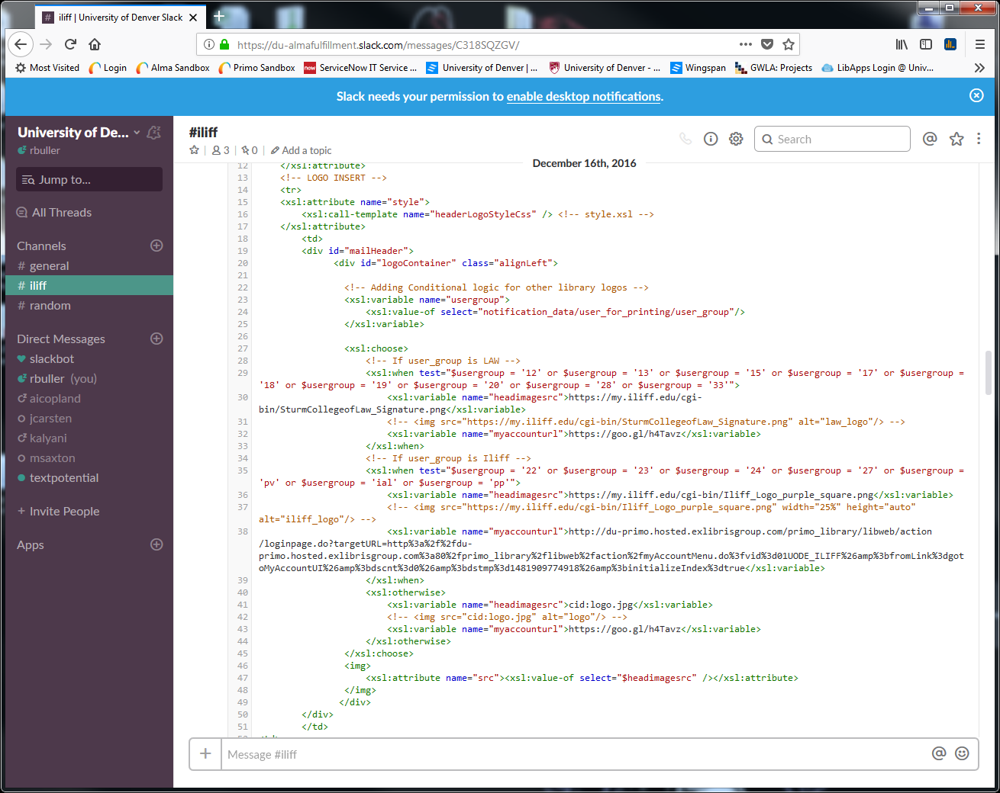 iliff | University of Denver Slack
https://du-almafulfillment.slack.com/messages/C318SQZGV/
Most Visited Login Alma Sandbox Primo Sandbox now ServiceNow IT Service ... University of Denver | ... University of Denver - ... Wingspan GWLA: Projects LibApps Login @ Univ...
Slack needs your permission to enable desktop notifications.
University of De...
rbuller
Jump to...
All Threads
Channels
# general
# iliff
# random
Direct Messages
slackbot
rbuller (you)
aicopland
jcarsten
kalyani
msaxton
textpotential
+ Invite People
Apps
#iliff
3 | 0 | Add a topic
Search
December 16th, 2016
12 </xsl:attribute>
13 <!-- LOGO INSERT -->
14 <tr>
15 <xsl:attribute name="style">
16 <xsl:call-template name="headerLogoStyleCss" /> <!-- style.xsl -->
17 </xsl:attribute>
18 <td>
19 <div id="mailHeader">
20 <div id="logoContainer" class="alignLeft">
21
22 <!-- Adding Conditional logic for other library logos -->
23 <xsl:variable name="usergroup">
24 <xsl:value-of select="notification_data/user_for_printing/user_group"/>
25 </xsl:variable>
26
27 <xsl:choose>
28 <!-- If user_group is LAW -->
29 <xsl:when test="$usergroup = '12' or $usergroup = '13' or $usergroup = '15' or $usergroup = '17' or $usergroup =
'18' or $usergroup = '19' or $usergroup = '20' or $usergroup = '28' or $usergroup = '33'">
30 <xsl:variable name="headimagesrc">https://my.iliff.edu/cgi-
bin/SturmCollegeofLaw_Signature.png</xsl:variable>
31 <!-- <img src="https://my.iliff.edu/cgi-bin/SturmCollegeofLaw_Signature.png" alt="law_logo"/> -->
32 <xsl:variable name="myaccounturl">https://goo.gl/h4Tavz</xsl:variable>
33 </xsl:when>
34 <!-- If user_group is Iliff -->
35 <xsl:when test="$usergroup = '22' or $usergroup = '23' or $usergroup = '24' or $usergroup = '27' or $usergroup =
'pv' or $usergroup = 'ial' or $usergroup = 'pp'">
36 <xsl:variable name="headimagesrc">https://my.iliff.edu/cgi-bin/Iliff_Logo_purple_square.png</xsl:variable>
37 <!-- <img src="https://my.iliff.edu/cgi-bin/Iliff_Logo_purple_square.png" width="25%" height="auto"
alt="iliff_logo"/> -->
38 <xsl:variable name="myaccounturl">http://du-primo.hosted.exlibrisgroup.com/primo_library/libweb/action
/loginpage.do?targetURL=http%3a%2f%2fdu-
primo.hosted.exlibrisgroup.com%3a80%2fprimo_library%2flibweb%2faction%2fmyAccountMenu.do%3fvid%3d01UODE_ILIFF%26amp%3bfromLink%3dgot
oMyAccountUI%26amp%3bdscnt%3d0%26amp%3bdstmp%3d1481909774918%26amp%3binitializeIndex%3dtrue</xsl:variable>
39 </xsl:when>
40 <xsl:otherwise>
41 <xsl:variable name="headimagesrc">cid:logo.jpg</xsl:variable>
42 <!-- <img src="cid:logo.jpg" alt="logo"/> -->
43 <xsl:variable name="myaccounturl">https://goo.gl/h4Tavz</xsl:variable>
44 </xsl:otherwise>
45 </xsl:choose>
46 <img>
47 <xsl:attribute name="src"><xsl:value-of select="$headimagesrc" /></xsl:attribute>
48 </img>
49 </div>
50 </div>
51 </td>
Message #iliff